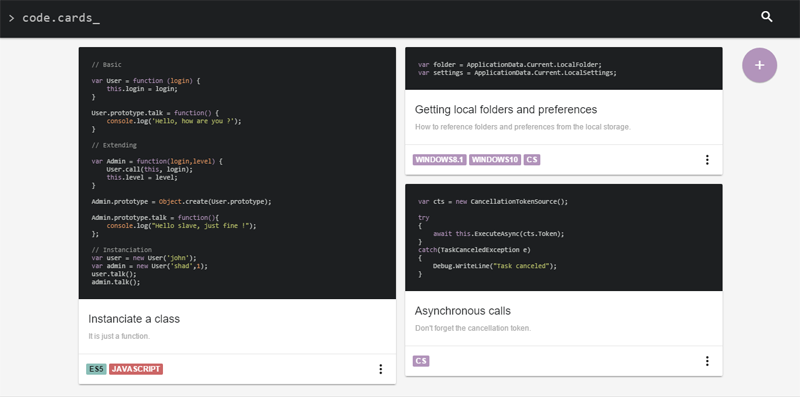 > code.cards_
// Basic
var User = function (login) {
this.login = login;
}
User.prototype.talk = function() {
console.log('Hello, how are you ?');
}
// Extending
var Admin = function(login,level) {
User.call(this, login);
this.level = level;
}
Admin.prototype = Object.create(User.prototype);
Admin.prototype.talk = function(){
console.log("Hello slave, just fine !");
};
// Instanciation
var user = new User('john');
var admin = new User('shad',1);
user.talk();
admin.talk();
Instanciate a class
It is just a function.
ES5 JAVASCRIPT
var folder = ApplicationData.Current.LocalFolder;
var settings = ApplicationData.Current.LocalSettings;
Getting local folders and preferences
How to reference folders and preferences from the local storage.
WINDOWS8.1 WINDOWS10 CS
var cts = new CancellationTokenSource();
try
{
await this.ExecuteAsync(cts.Token);
}
catch(TaskCanceledException e)
{
Debug.WriteLine("Task canceled");
}
Asynchronous calls
Don't forget the cancellation token.
CS
+